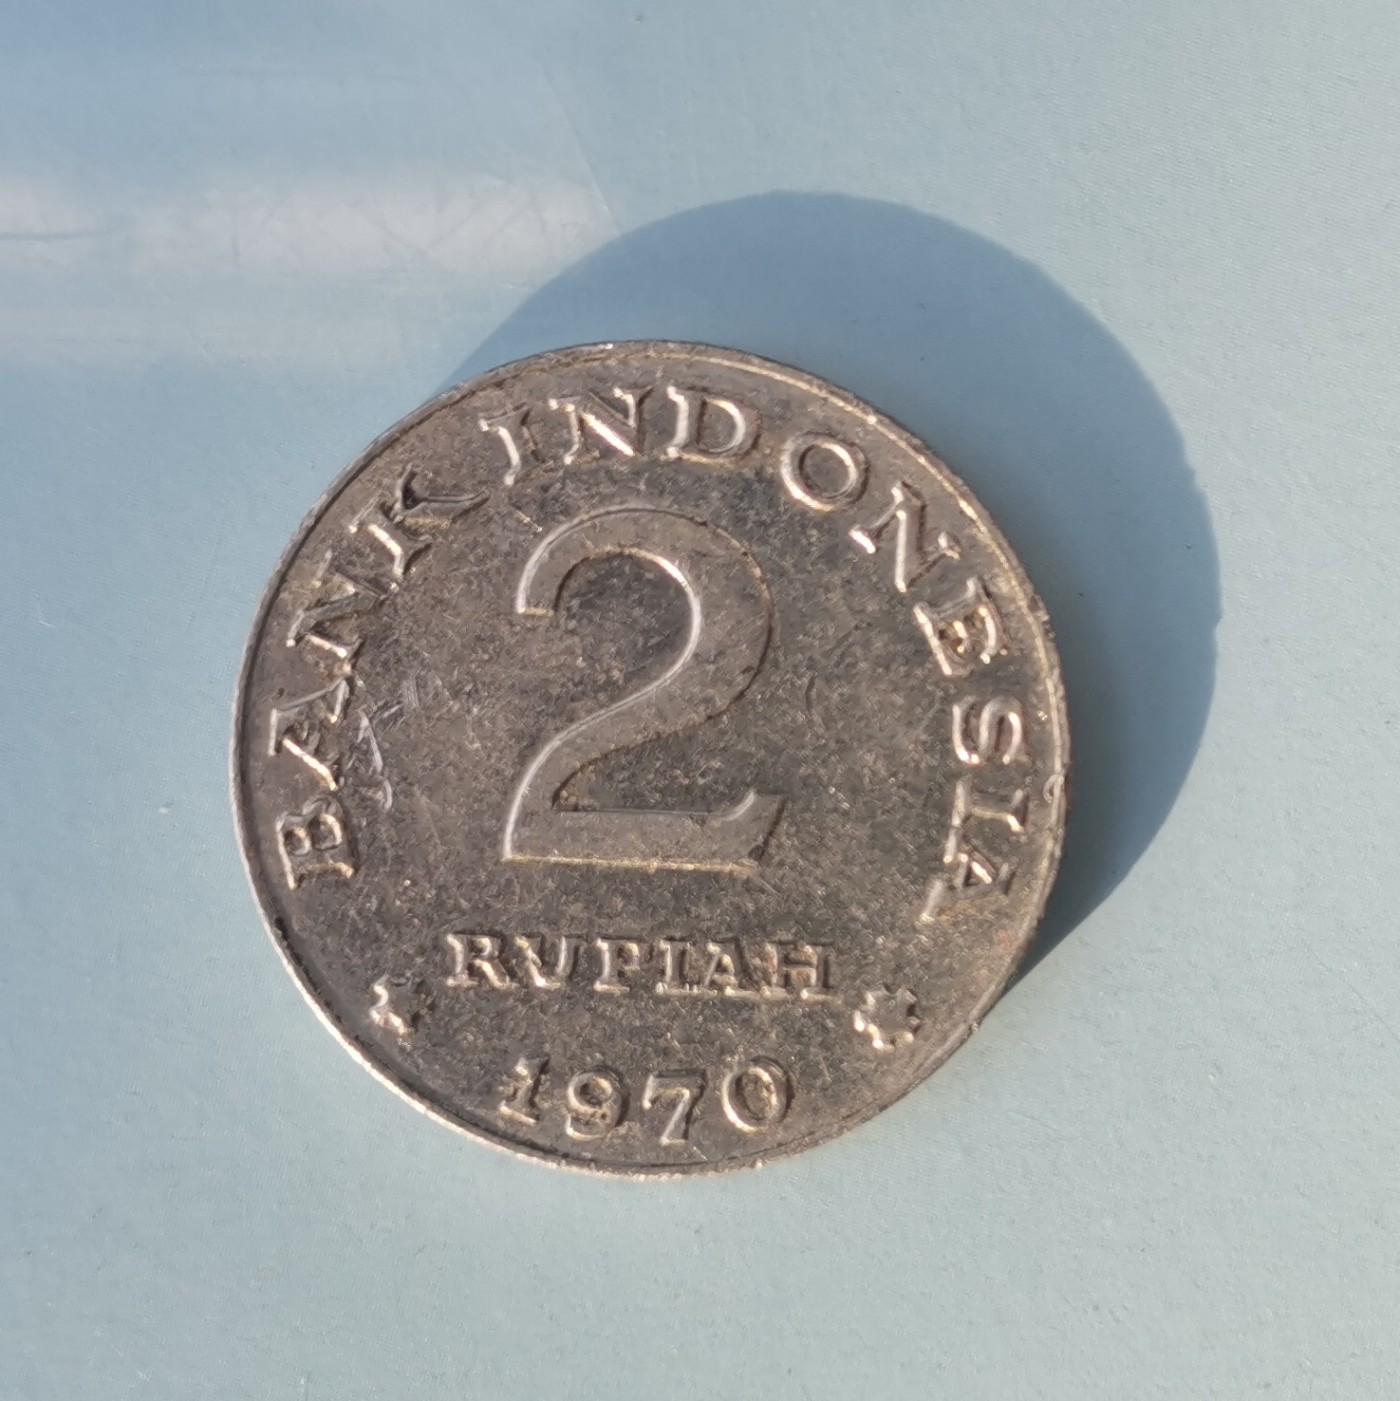 BANK INDONESIA
2
RUPIAH
1970